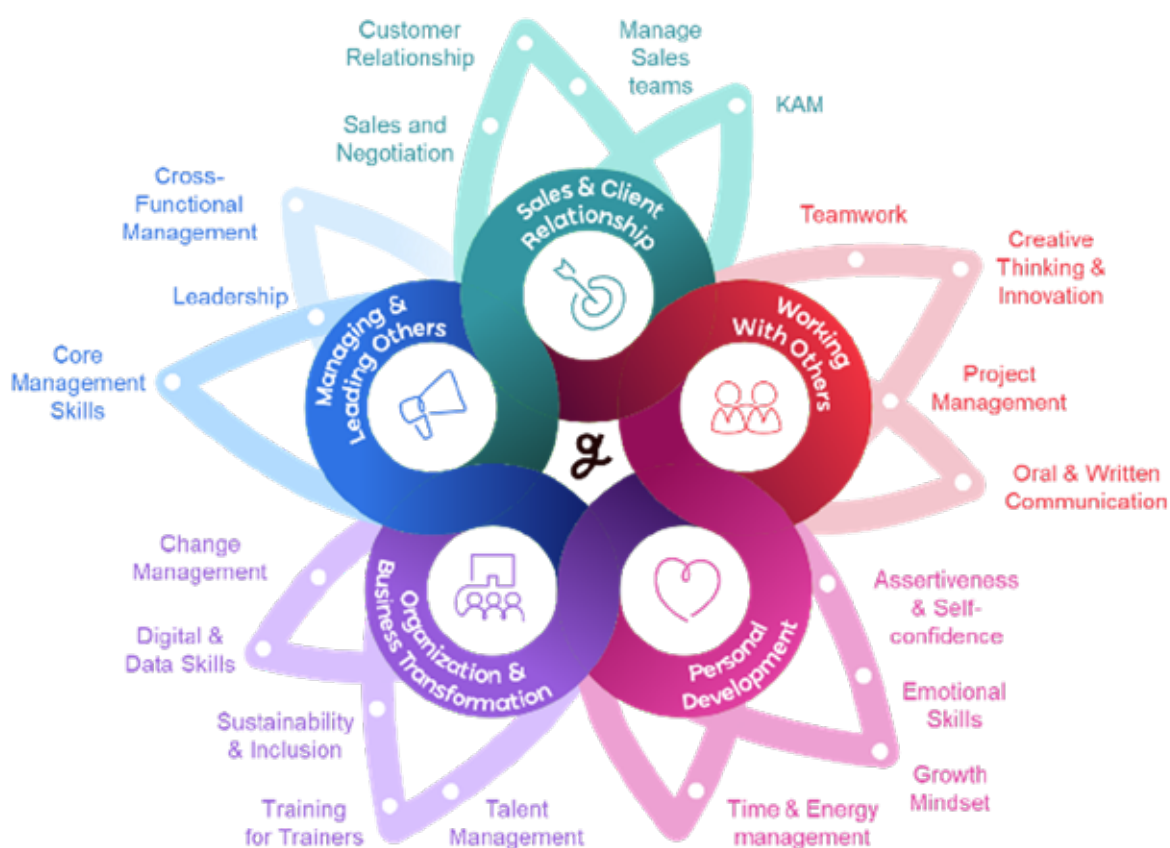 Customer
Relationship
Manage
Sales
teams
KAM
Sales and
Negotiation
Sales & Client
Relationship
Cross-
Functional
Management
Leadership
Core
Management
Skills
Managing &
Leading Others
Teamwork
Creative
Thinking &
Innovation
Working
With Others
Project
Management
Oral & Written
Communication
g
Change
Management
Digital &
Data Skills
Sustainability
& Inclusion
Training
for Trainers
Talent
Management
Organization &
Business Transformation
Personal
Development
Assertiveness
& Self-
confidence
Emotional
Skills
Growth
Mindset
Time & Energy
management